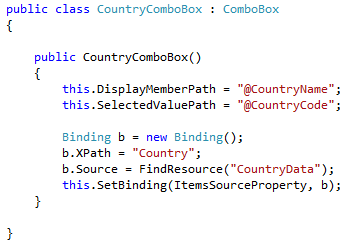 public class CountryComboBox : ComboBox
{
public CountryComboBox()
{
this.DisplayMemberPath = "@CountryName";
this.SelectedValuePath = "@CountryCode";
Binding b = new Binding();
b.XPath = "Country";
b.Source = FindResource("CountryData");
this.SetBinding(ItemsSourceProperty, b);
}
}